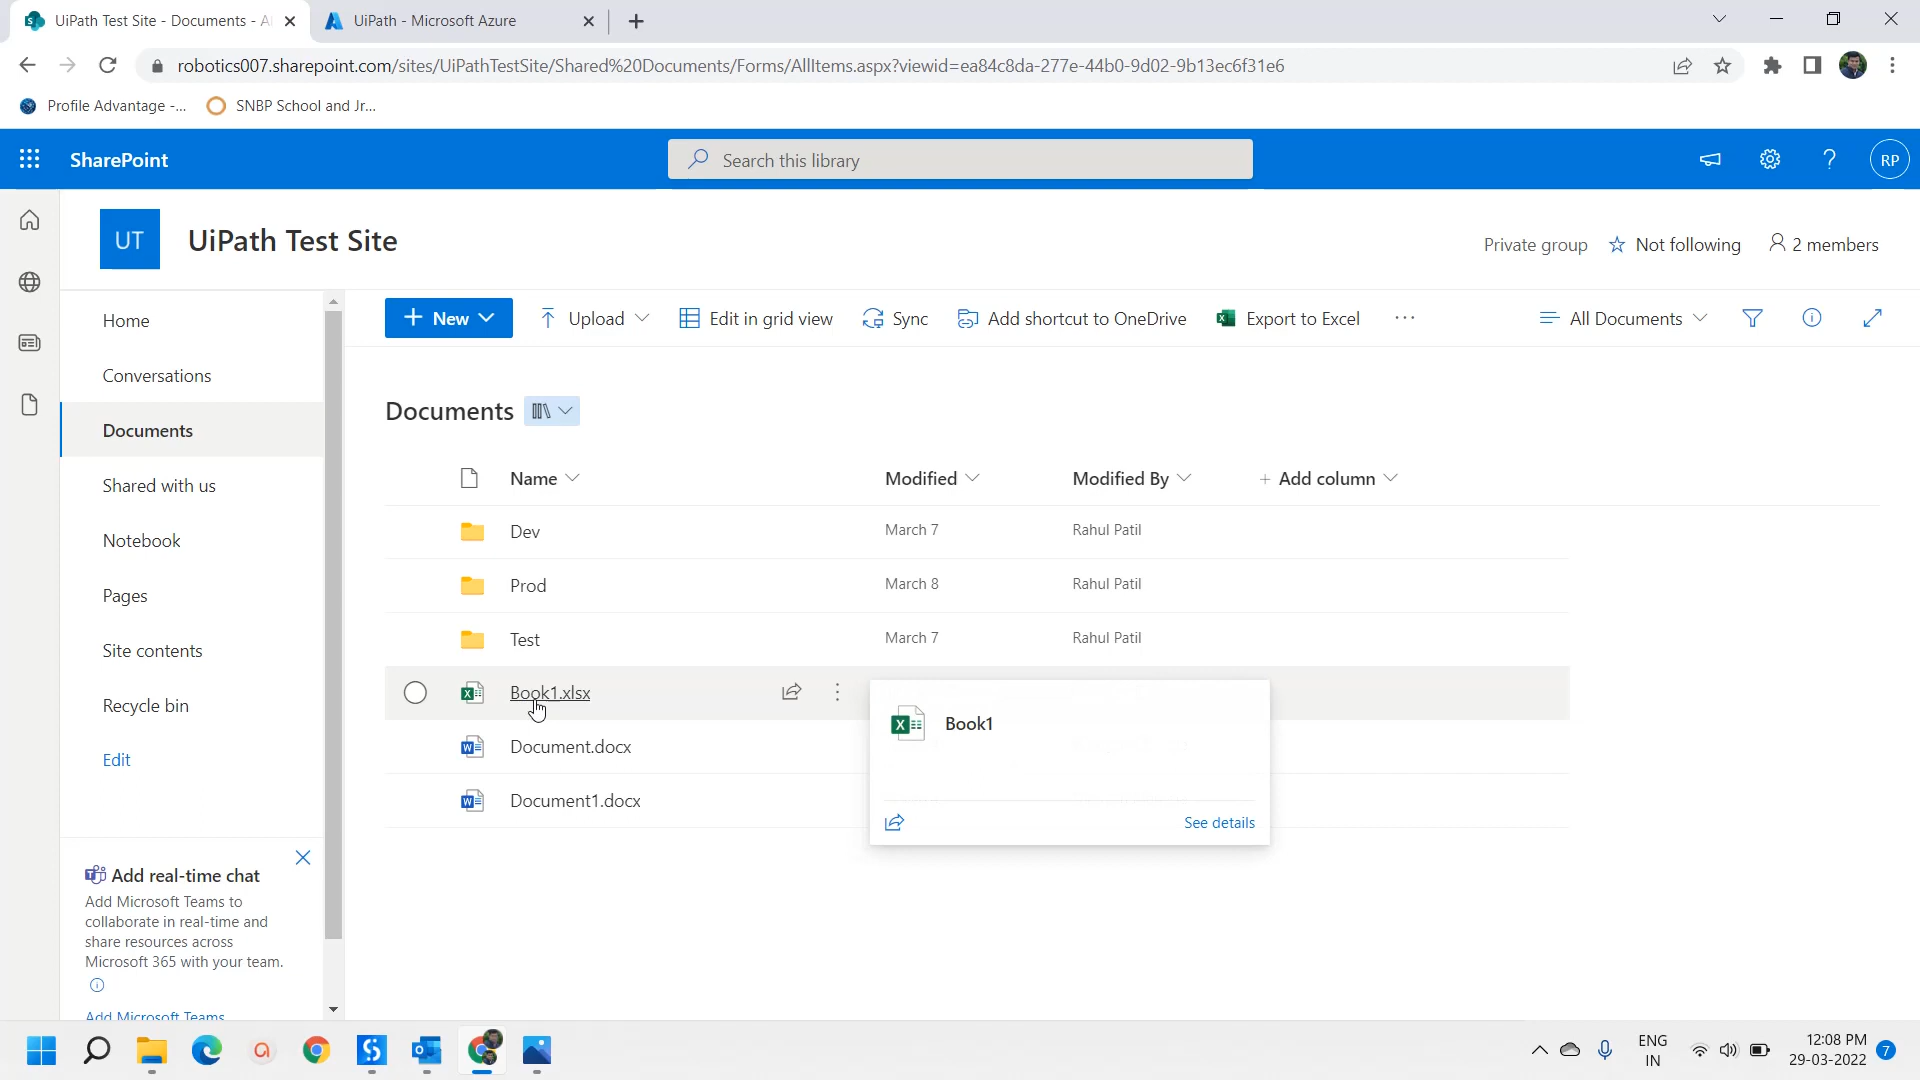 UiPath Test Site - Documents - Al
UiPath - Microsoft Azure
robotics007.sharepoint.com/sites/UiPathTestSite/Shared%20Documents/Forms/AllItems.aspx?viewid=ea84c8da-277e-44b0-9d02-9b13ec6f31e6
Profile Advantage -...
SNBP School and Jr...
SharePoint
Search this library
RP
UT
UiPath Test Site
Private group
Not following
2 members
Home
Conversations
Documents
Shared with us
Notebook
Pages
Site contents
Recycle bin
Edit
New
Upload
Edit in grid view
Sync
Add shortcut to OneDrive
Export to Excel
All Documents
Documents
Name
Modified
Modified By
Add column
Dev
March 7
Rahul Patil
Prod
March 8
Rahul Patil
Test
March 7
Rahul Patil
Book1.xlsx
Document.docx
Document1.docx
Book1
See details
Add real-time chat
Add Microsoft Teams to
collaborate in real-time and
share resources across
Microsoft 365 with your team.
Add Microsoft Teams
ENG
IN
12:08 PM
29-03-2022
7